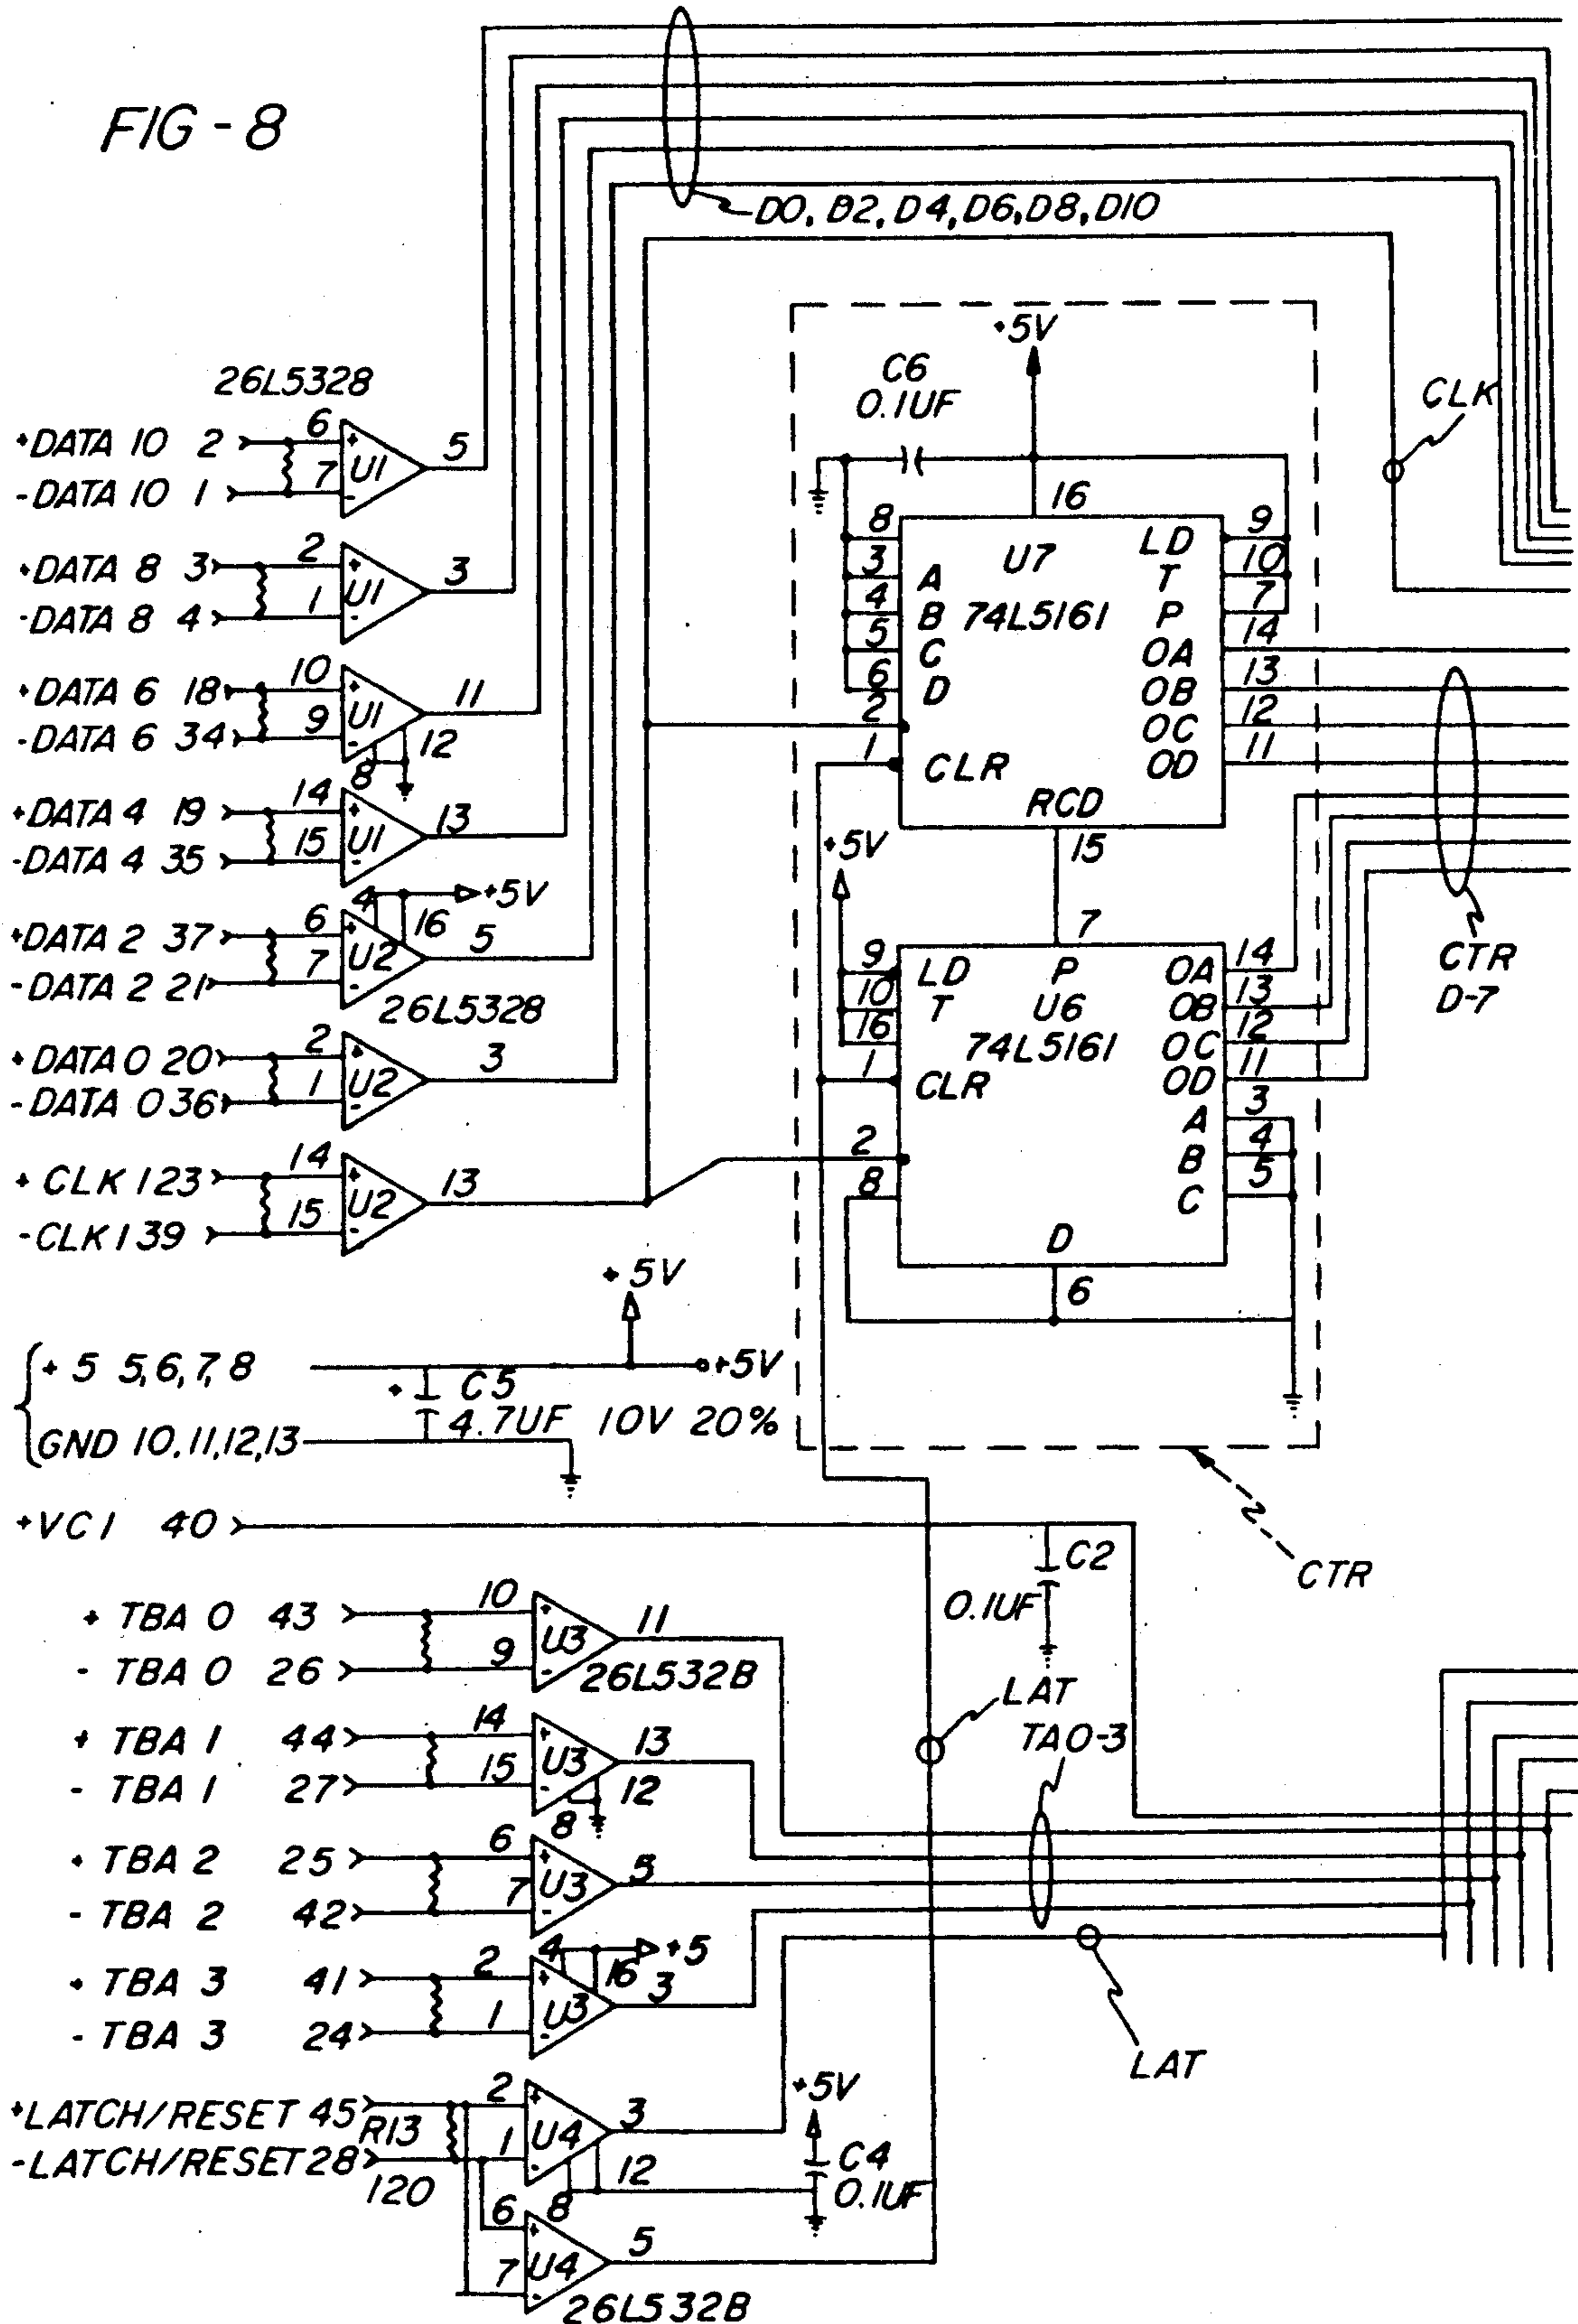 FIG - 8
D0, D2, D4, D6, D8, D10
26L5328
+DATA 10 2
-DATA 10 1
6
7
U1
5
+
-
+DATA 8 3
-DATA 8 4
2
1
U1
3
+
-
+DATA 6 18
-DATA 6 34
10
9
U1
11
12
8
+
-
+DATA 4 19
-DATA 4 35
14
15
U1
13
+
-
+DATA 2 37
-DATA 2 21
6
7
U2
4
16
+5V
5
+
-
26L5328
+DATA 0 20
-DATA 0 36
2
1
U2
3
+
-
+ CLK 1 23
- CLK 1 39
14
15
U2
13
+
-
+5V
C6
0.1UF
16
8
3
4
5
6
2
1
A
B
C
D
CLR
U7
74L5161
LD
T
P
OA
OB
OC
OD
RCD
9
10
7
14
13
12
11
15
CLK
CTR
D-7
+5V
7
9
10
16
1
2
8
LD
T
CLR
P
U6
74L5161
OA
OB
OC
OD
A
B
C
D
14
13
12
11
3
4
5
6
CTR
+5V
+ 5 5,6,7,8
+5V
+ C5
4.7UF 10V 20%
GND 10,11,12,13
+VC1 40
C2
0.1UF
+ TBA 0 43
- TBA 0 26
10
9
U3
11
+
-
26L532B
+ TBA 1 44
- TBA 1 27
14
15
U3
13
12
8
+
-
+ TBA 2 25
- TBA 2 42
6
7
U3
5
+
-
+ TBA 3 41
- TBA 3 24
2
1
U3
4
16
+5
3
+
-
LAT
TA0-3
LAT
+LATCH/RESET 45
-LATCH/RESET 28
R13
120
2
1
U4
3
12
8
+
-
+5V
C4
0.1UF
6
7
U4
5
+
-
26L532B